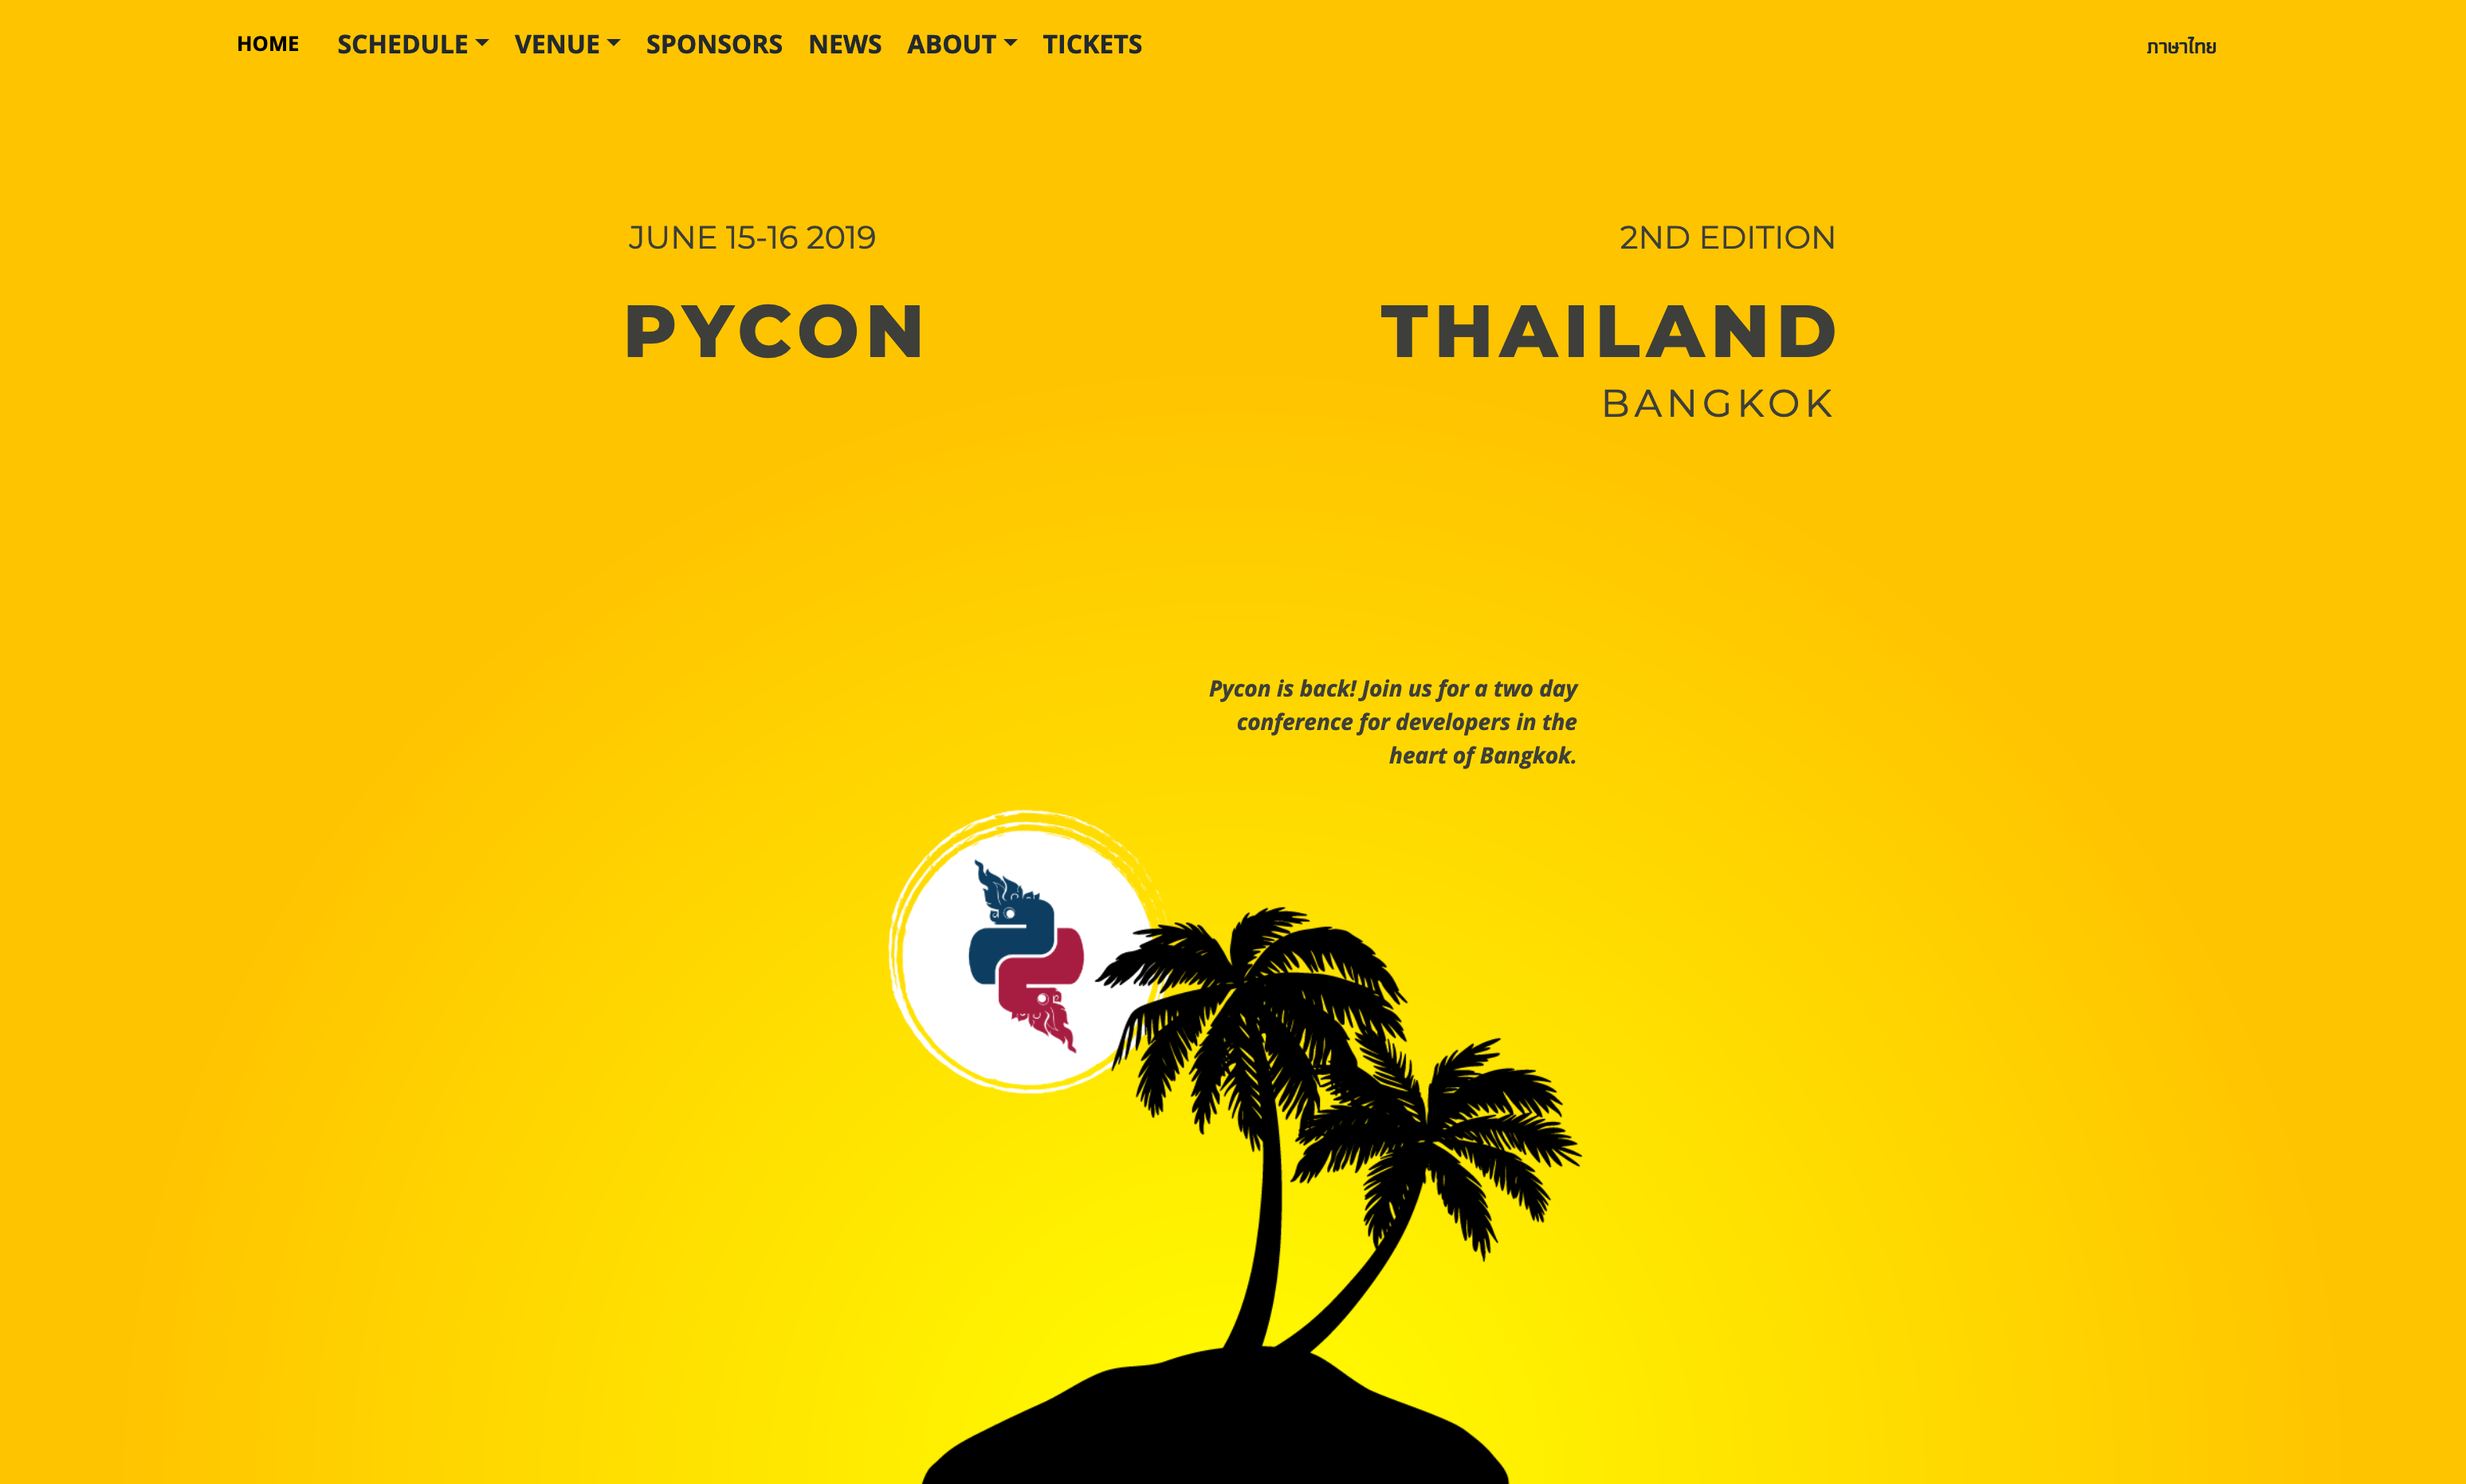 HOME SCHEDULE VENUE SPONSORS NEWS ABOUT TICKETS ภาษาไทย
JUNE 15-16 2019 2ND EDITION
PYCON THAILAND
BANGKOK
Pycon is back! Join us for a two day
conference for developers in the
heart of Bangkok.